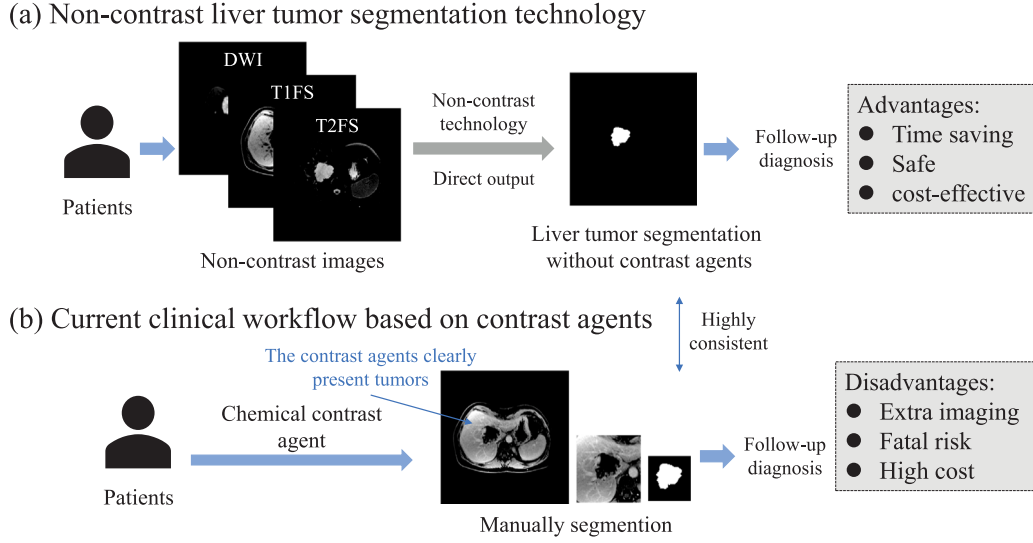 (a) Non-contrast liver tumor segmentation technology
DWI
T1FS
T2FS
Patients
Non-contrast images
Non-contrast
technology
Direct output
Liver tumor segmentation
without contrast agents
Follow-up
diagnosis
Advantages:
● Time saving
● Safe
● cost-effective
Highly
consistent
(b) Current clinical workflow based on contrast agents
The contrast agents clearly
present tumors
Patients
Chemical contrast
agent
Manually segmention
Follow-up
diagnosis
Disadvantages:
● Extra imaging
● Fatal risk
● High cost